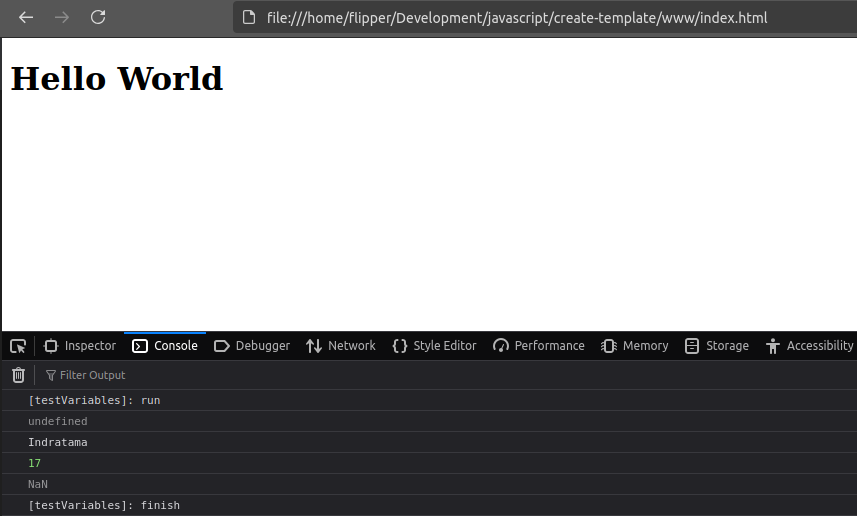 file:///home/flipper/Development/javascript/create-template/www/index.html
Hello World
Inspector Console Debugger Network Style Editor Performance Memory Storage Accessibility
Filter Output
[testVariables]: run
undefined
Indratama
17
NaN
[testVariables]: finish